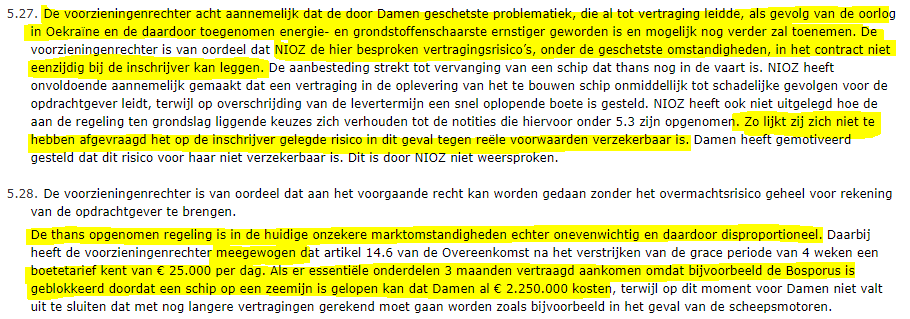 5.27. De voorzieningenrechter acht aannemelijk dat de door Damen geschetste problematiek, die al tot vertraging leidde, als gevolg van de oorlog
in Oekraïne en de daardoor toegenomen energie- en grondstoffenschaarste ernstiger geworden is en mogelijk nog verder zal toenemen. De
voorzieningenrechter is van oordeel dat NIOZ de hier besproken vertragingsrisico's, onder de geschetste omstandigheden, in het contract niet
eenzijdig bij de inschrijver kan leggen. De aanbesteding strekt tot vervanging van een schip dat thans nog in de vaart is. NIOZ heeft
onvoldoende aannemelijk gemaakt dat een vertraging in de oplevering van het te bouwen schip onmiddellijk tot schadelijke gevolgen voor de
opdrachtgever leidt, terwijl op overschrijding van de levertermijn een snel oplopende boete is gesteld. NIOZ heeft ook niet uitgelegd hoe de
aan de regeling ten grondslag liggende keuzes zich verhouden tot de notities die hiervoor onder 5.3 zijn opgenomen. Zo lijkt zij zich niet te
hebben afgevraagd het op de inschrijver gelegde risico in dit geval tegen reële voorwaarden verzekerbaar is. Damen heeft gemotiveerd
gesteld dat dit risico voor haar niet verzekerbaar is. Dit is door NIOZ niet weersproken.
5.28. De voorzieningenrechter is van oordeel dat aan het voorgaande recht kan worden gedaan zonder het overmachtsrisico geheel voor rekening
van de opdrachtgever te brengen.
De thans opgenomen regeling is in de huidige onzekere marktomstandigheden echter onevenwichtig en daardoor disproportioneel. Daarbij
heeft de voorzieningenrechter meegewogen dat artikel 14.6 van de Overeenkomst na het verstrijken van de grace periode van 4 weken een
boetetarief kent van € 25.000 per dag. Als er essentiële onderdelen 3 maanden vertraagd aankomen omdat bijvoorbeeld de Bosporus is
geblokkeerd doordat een schip op een zeemijn is gelopen kan dat Damen al € 2.250.000 kosten, terwijl op dit moment voor Damen niet valt
uit te sluiten dat met nog langere vertragingen gerekend moet gaan worden zoals bijvoorbeeld in het geval van de scheepsmotoren.